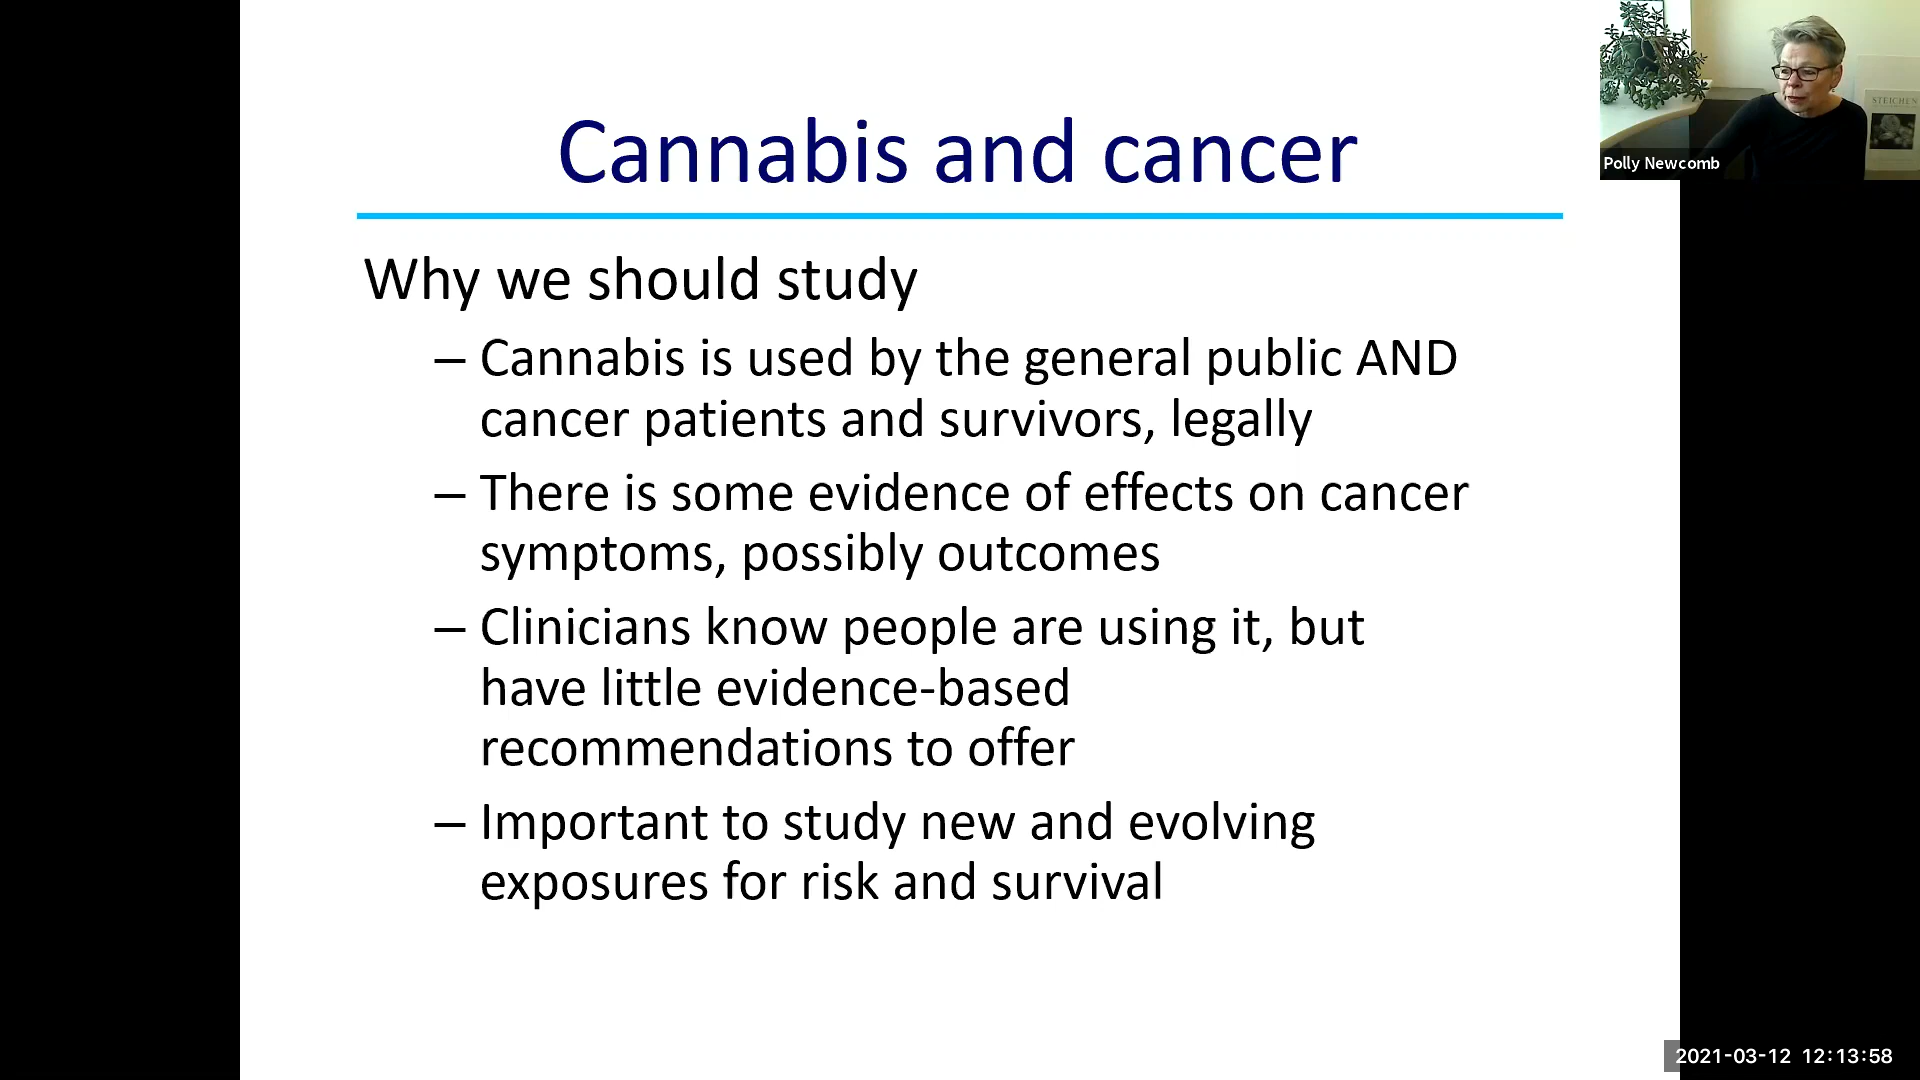 Cannabis and cancer
Why we should study
– Cannabis is used by the general public AND
cancer patients and survivors, legally
– There is some evidence of effects on cancer
symptoms, possibly outcomes
– Clinicians know people are using it, but
have little evidence-based
recommendations to offer
– Important to study new and evolving
exposures for risk and survival
STEICHEN
Polly Newcomb
2021-03-12 12:13:58